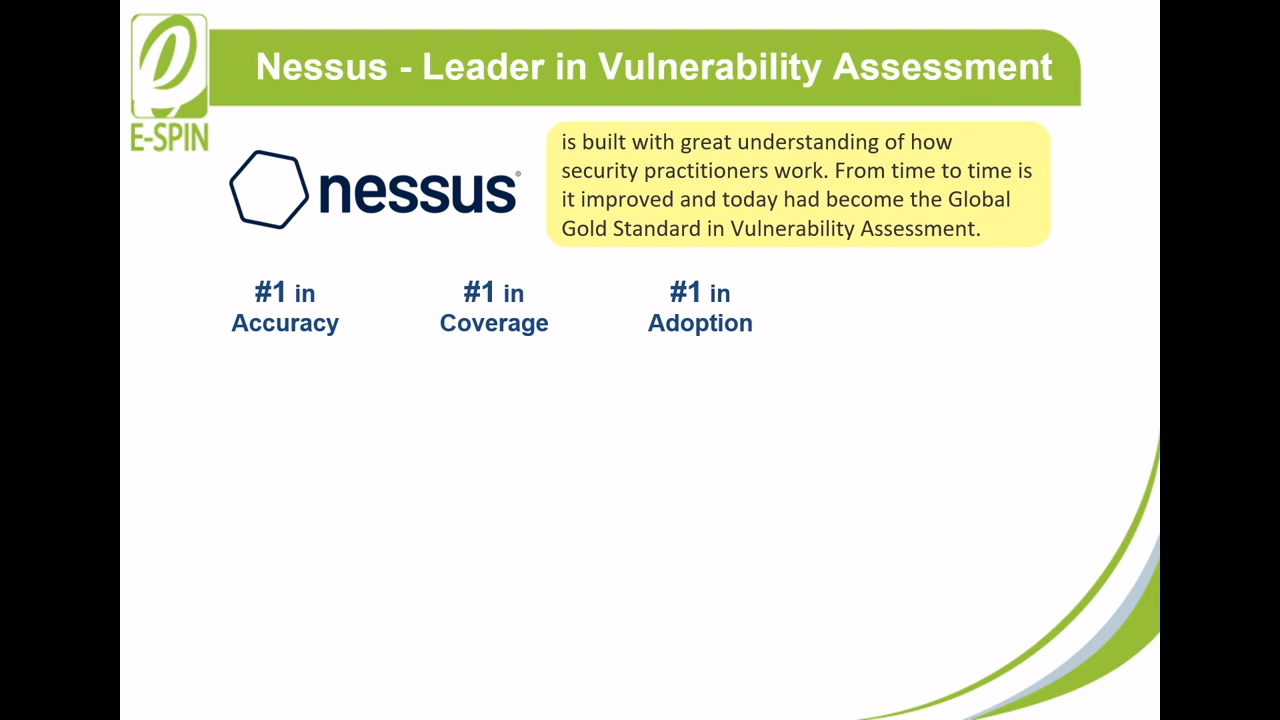 Nessus - Leader in Vulnerability Assessment
E-SPIN
nessus®
is built with great understanding of how
security practitioners work. From time to time is
it improved and today had become the Global
Gold Standard in Vulnerability Assessment.
#1 in
Accuracy
#1 in
Coverage
#1 in
Adoption